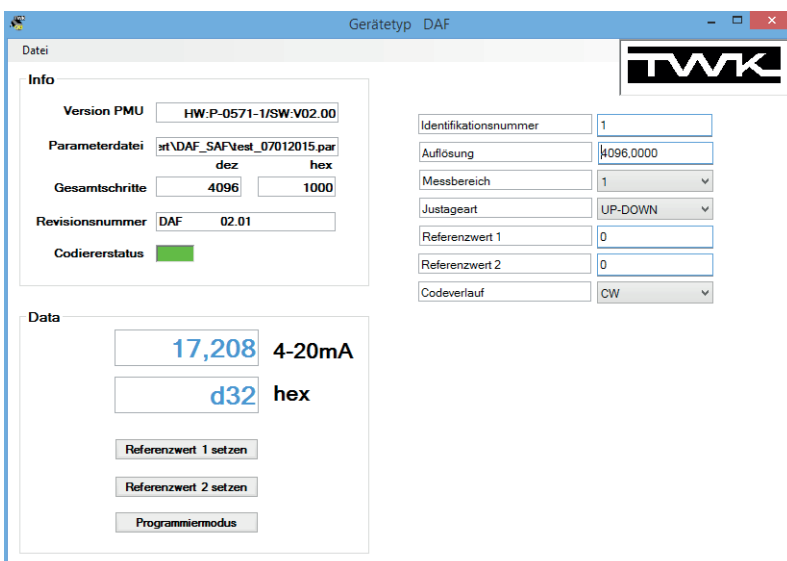 Gerätetyp DAF
Datei
TWK
Info
Version PMU HW:P-0571-1/SW:V02.00
Parameterdatei ert\DAF_SAF\test_07012015.par
dez hex
Gesamtschritte 4096 1000
Revisionsnummer DAF 02.01
Codiererstatus
Identifikationsnummer 1
Auflösung 4096,0000
Messbereich 1
Justageart UP-DOWN
Referenzwert 1 0
Referenzwert 2 0
Codeverlauf CW
Data
17,208 4-20mA
d32 hex
Referenzwert 1 setzen
Referenzwert 2 setzen
Programmiermodus